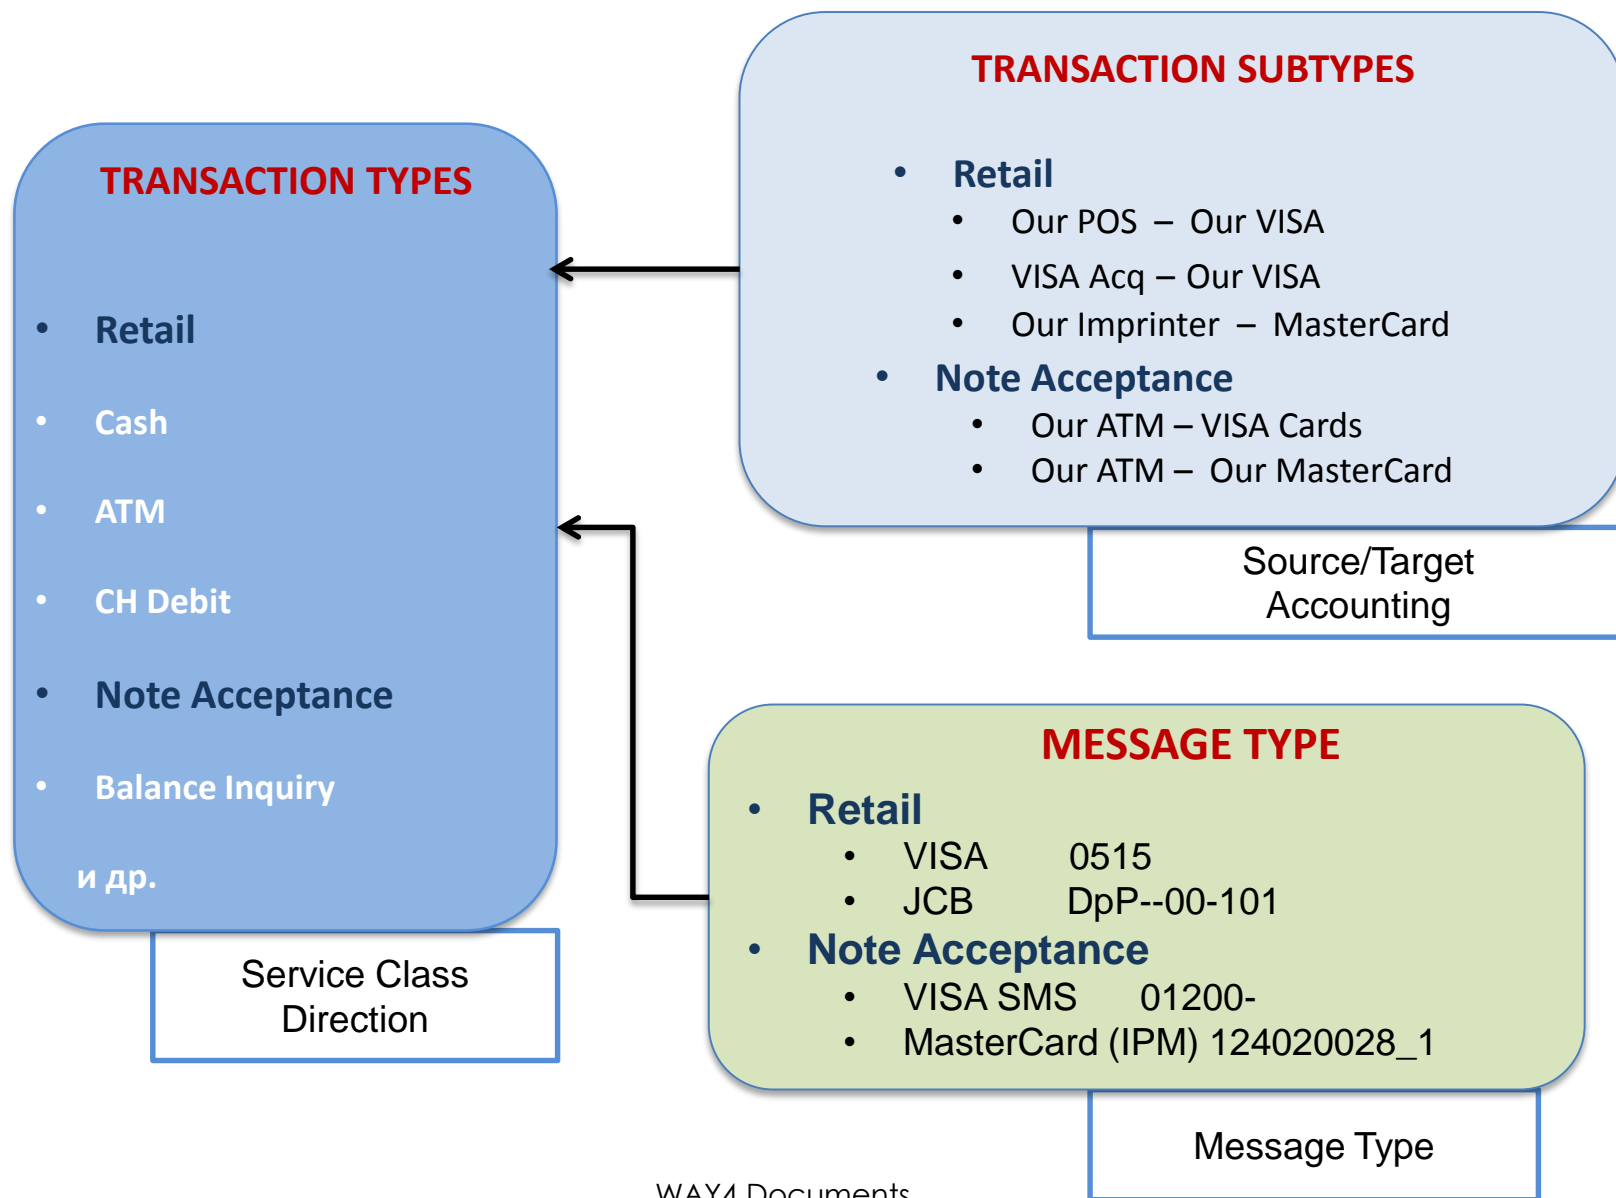 TRANSACTION TYPES
• Retail
• Cash
• ATM
• CH Debit
• Note Acceptance
• Balance Inquiry
и др.
Service Class
Direction
TRANSACTION SUBTYPES
• Retail
• Our POS – Our VISA
• VISA Acq – Our VISA
• Our Imprinter – MasterCard
• Note Acceptance
• Our ATM – VISA Cards
• Our ATM – Our MasterCard
Source/Target
Accounting
MESSAGE TYPE
• Retail
• VISA 0515
• JCB DpP--00-101
• Note Acceptance
• VISA SMS 01200-
• MasterCard (IPM) 124020028_1
Message Type
WAY4 Documents